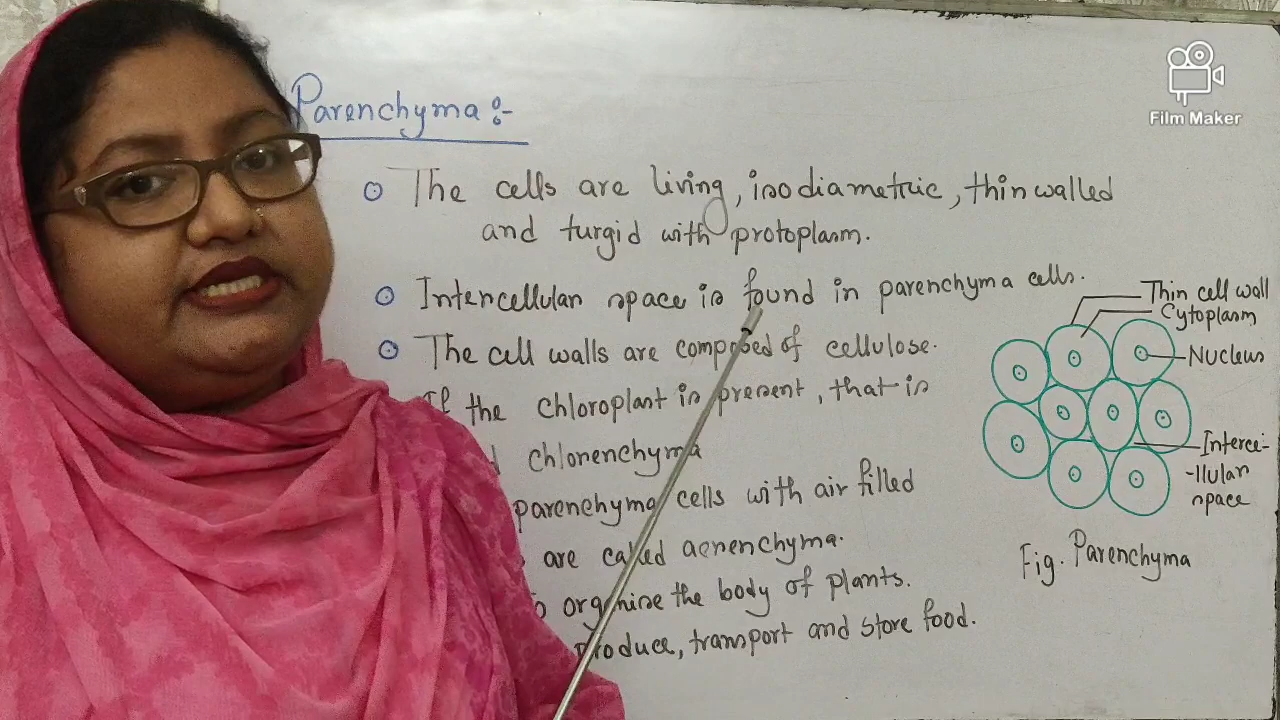 Parenchyma :-
The cells are living, isodiametric, thin walled
and turgid with protoplasm.
Intercellular space is found in parenchyma cells.
The cell walls are composed of cellulose.
If the chloroplast is present, that is
chlorenchyma
parenchyma cells with air filled
are called aerenchyma.
organise the body of plants.
produce, transport and store food.
Thin cell wall
Cytoplasm
Nucleus
Interce-
-llular
space
Fig. Parenchyma
Film Maker